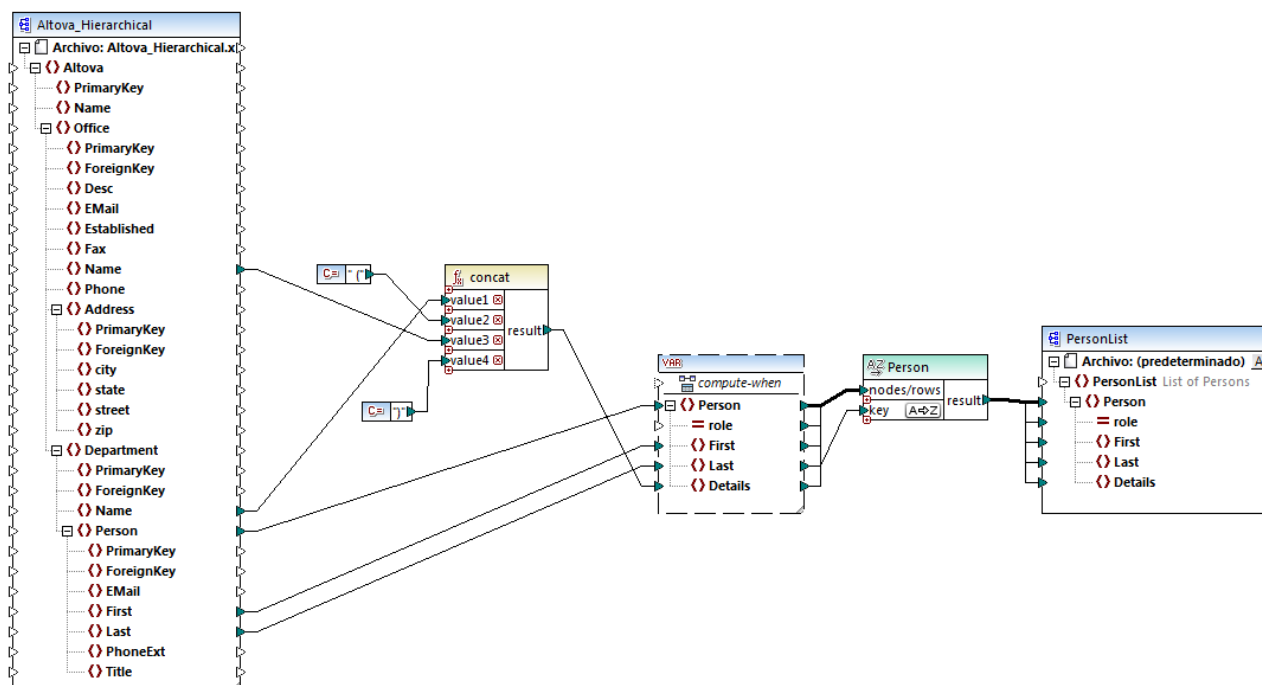 Altova_Hierarchical
Archivo: Altova_Hierarchical.x
Altova
PrimaryKey
Name
Office
PrimaryKey
ForeignKey
Desc
EMail
Established
Fax
Name
Phone
Address
PrimaryKey
ForeignKey
city
state
street
zip
Department
PrimaryKey
ForeignKey
Name
Person
PrimaryKey
ForeignKey
EMail
First
Last
PhoneExt
Title
C= " ("
C= ")"
concat
value1
value2
value3
value4
result
VAR
compute-when
Person
role
First
Last
Details
AZ Person
nodes/rows
key A⇨Z
result
PersonList
Archivo: (predeterminado) A
PersonList List of Persons
Person
role
First
Last
Details